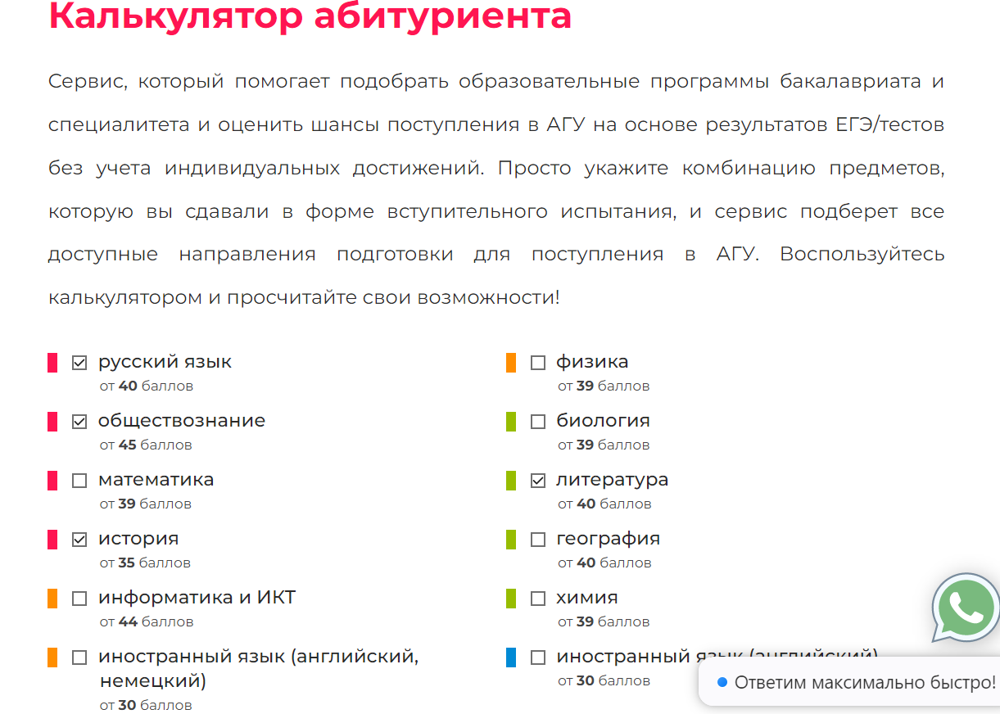 Калькулятор абитуриента
Сервис, который помогает подобрать образовательные программы бакалавриата и
специалитета и оценить шансы поступления в АГУ на основе результатов ЕГЭ/тестов
без учета индивидуальных достижений. Просто укажите комбинацию предметов,
которую вы сдавали в форме вступительного испытания, и сервис подберет все
доступные направления подготовки для поступления в АГУ. Воспользуйтесь
калькулятором и просчитайте свои возможности!
русский язык
от 40 баллов
обществознание
от 45 баллов
математика
от 39 баллов
история
от 35 баллов
информатика и ИКТ
от 44 баллов
иностранный язык (английский,
немецкий)
от 30 баллов
физика
от 39 баллов
биология
от 39 баллов
литература
от 40 баллов
география
от 40 баллов
химия
от 39 баллов
иностранный язык (английский)
от 30 баллов
Ответим максимально быстро!